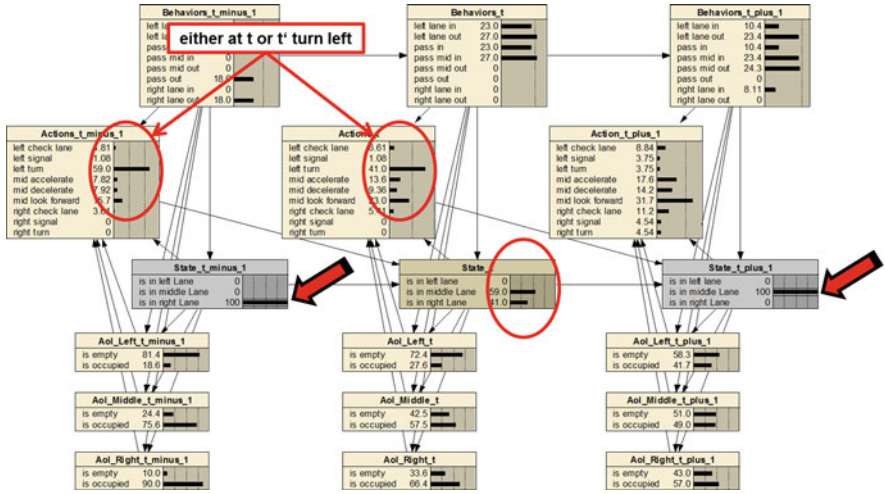 Behaviors_t_minus_1
left lane in
left la
pass
pass mid in 0
pass mid out 0
pass out 18.0
right lane in 0
right lane out 18.0
either at t or t' turn left
Behaviors_t
left lane in 23.0
left lane out 27.0
pass in 23.0
pass mid in 27.0
pass mid out 0
pass out 0
right lane in 0
right lane out 0
Behaviors_t_plus_1
left lane in 10.4
left lane out 23.4
pass in 10.4
pass mid in 23.4
pass mid out 24.3
pass out 0
right lane in 8.11
right lane out 0
Actions_t_minus_1
left check lane .81
left signal 1.08
left turn 59.0
mid accelerate 7.82
mid decelerate 7.92
mid look forward 5.7
right check lane 3.6
right signal 0
right turn 0
Action t
left check lane .61
left signal 1.08
left turn 41.0
mid accelerate 13.6
mid decelerate 9.36
mid look forward 3.0
right check lane
right signal 0
right turn 0
Action_t_plus_1
left check lane 8.84
left signal 3.75
left turn 3.75
mid accelerate 17.6
mid decelerate 14.2
mid look forward 31.7
right check lane 11.2
right signal 4.54
right turn 4.54
State_t_minus_1
is in left Lane 0
is in middle Lane 0
is in right Lane 100
State_t
is in left Lane 0
is in middle Lane 59.0
is in right Lane 41.0
State_t_plus_1
is in left Lane 0
is in middle Lane 100
is in right Lane 0
AoI_Left_t_minus_1
is empty 81.4
is occupied 18.6
AoI_Left_t
is empty 72.4
is occupied 27.6
AoI_Left_t_plus_1
is empty 58.3
is occupied 41.7
AoI_Middle_t_minus_1
is empty 24.4
is occupied 75.6
AoI_Middle_t
is empty 42.5
is occupied 57.5
AoI_Middle_t_plus_1
is empty 51.0
is occupied 49.0
AoI_Right_t_minus_1
is empty 10.0
is occupied 90.0
AoI_Right_t
is empty 33.6
is occupied 66.4
AoI_Right_t_plus_1
is empty 43.0
is occupied 57.0